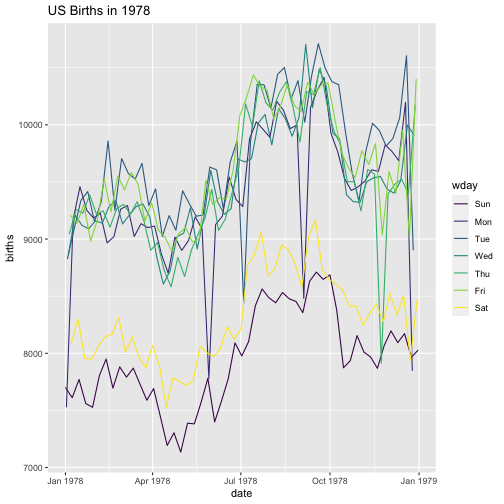 US Births in 1978
births
10000
9000
8000
7000
Jan 1978
Apr 1978
Jul 1978
Oct 1978
Jan 1979
date
wday
Sun
Mon
Tue
Wed
Thu
Fri
Sat